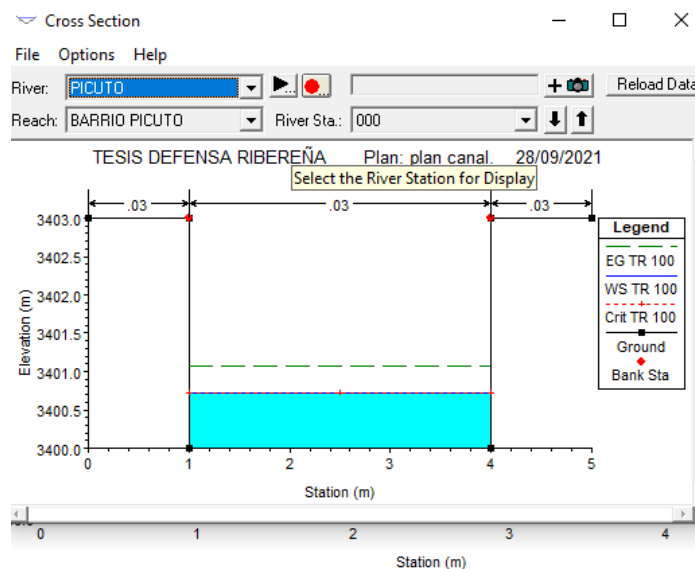 Cross Section
File Options Help
River: PICUTO Reload Data
Reach: BARRIO PICUTO River Sta.: 000
TESIS DEFENSA RIBEREÑA Plan: plan canal. 28/09/2021
Select the River Station for Display
.03 .03 .03
3403.0
3402.5
3402.0
3401.5
3401.0
3400.5
3400.0
Elevation (m)
0 1 2 3 4 5
Station (m)
Legend
EG TR 100
WS TR 100
Crit TR 100
Ground
Bank Sta
0 1 2 3 4
Station (m)